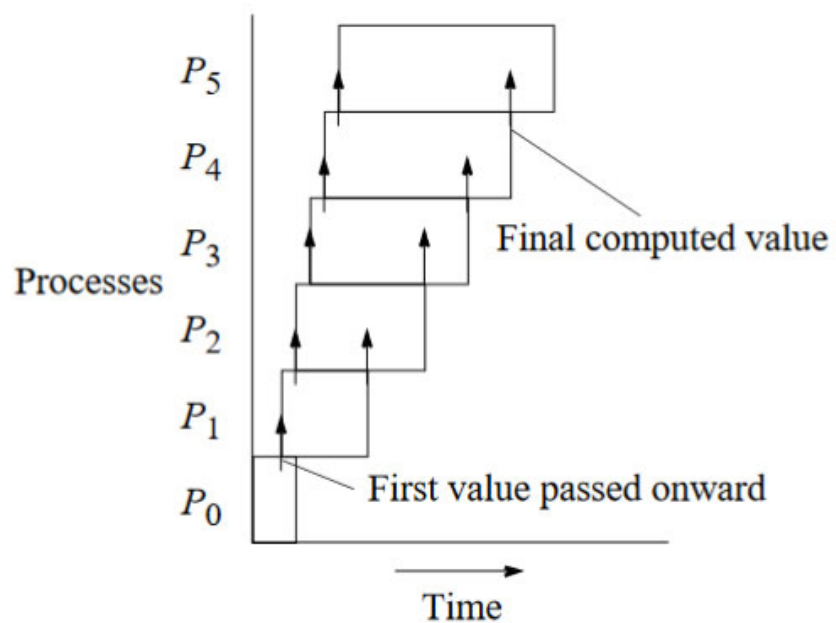 P5
P4
Final computed value
P3
Processes
P2
P1
First value passed onward
P0
Time